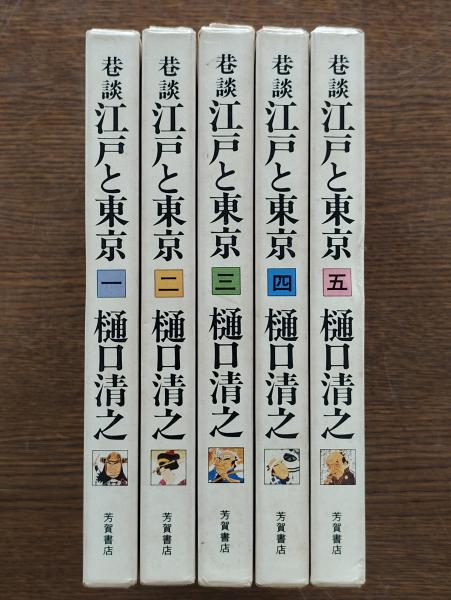 巷談
江戸と東京
一
樋口清之
芳賀書店
巷談
江戸と東京
二
樋口清之
芳賀書店
巷談
江戸と東京
三
樋口清之
芳賀書店
巷談
江戸と東京
四
樋口清之
芳賀書店
巷談
江戸と東京
五
樋口清之
芳賀書店